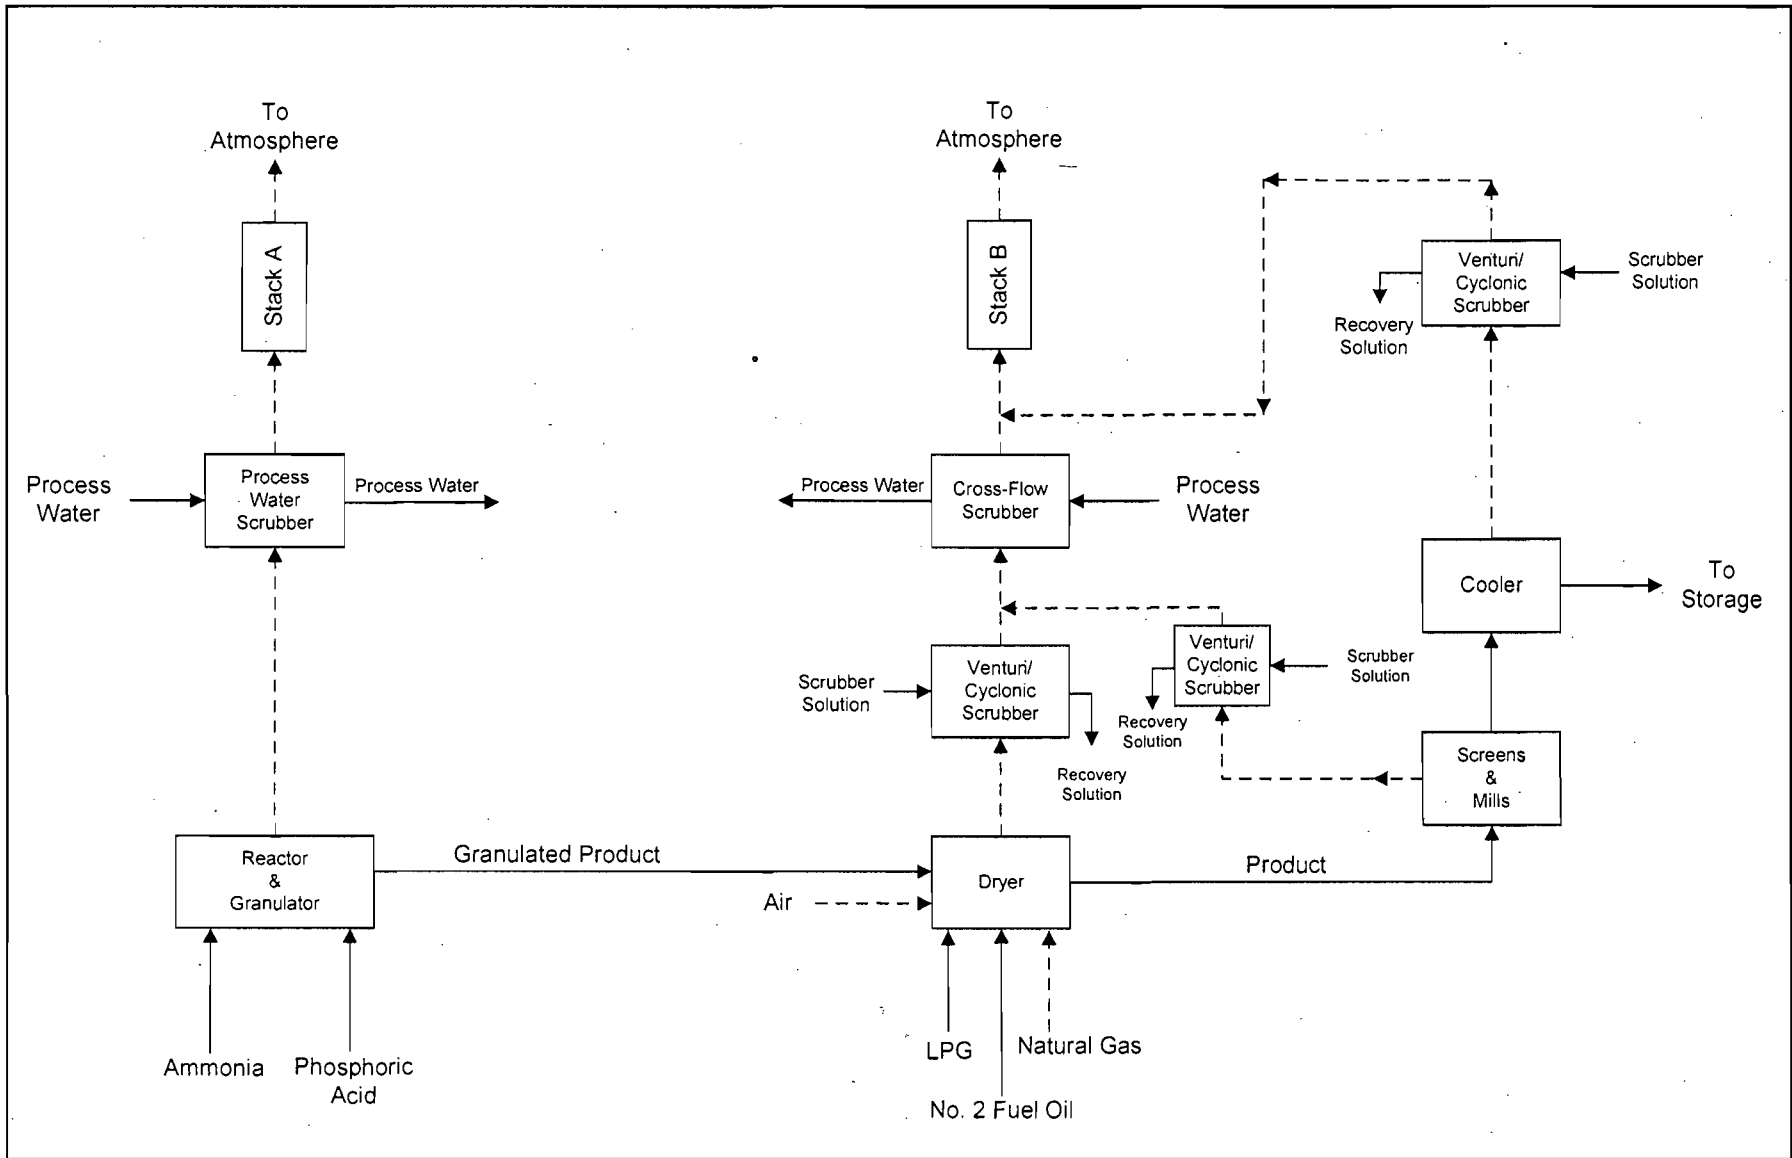 To
Atmosphere
To
Atmosphere
Stack A
Stack B
Venturi/
Cyclonic
Scrubber
Scrubber
Solution
Recovery
Solution
Process
Water
Process
Water
Scrubber
Process Water
Process Water
Cross-Flow
Scrubber
Process
Water
Cooler
To
Storage
Scrubber
Solution
Venturi/
Cyclonic
Scrubber
Venturi/
Cyclonic
Scrubber
Scrubber
Solution
Recovery
Solution
Recovery
Solution
Screens
&
Mills
Reactor
&
Granulator
Granulated Product
Air
Dryer
Product
Ammonia
Phosphoric
Acid
LPG
Natural Gas
No. 2 Fuel Oil